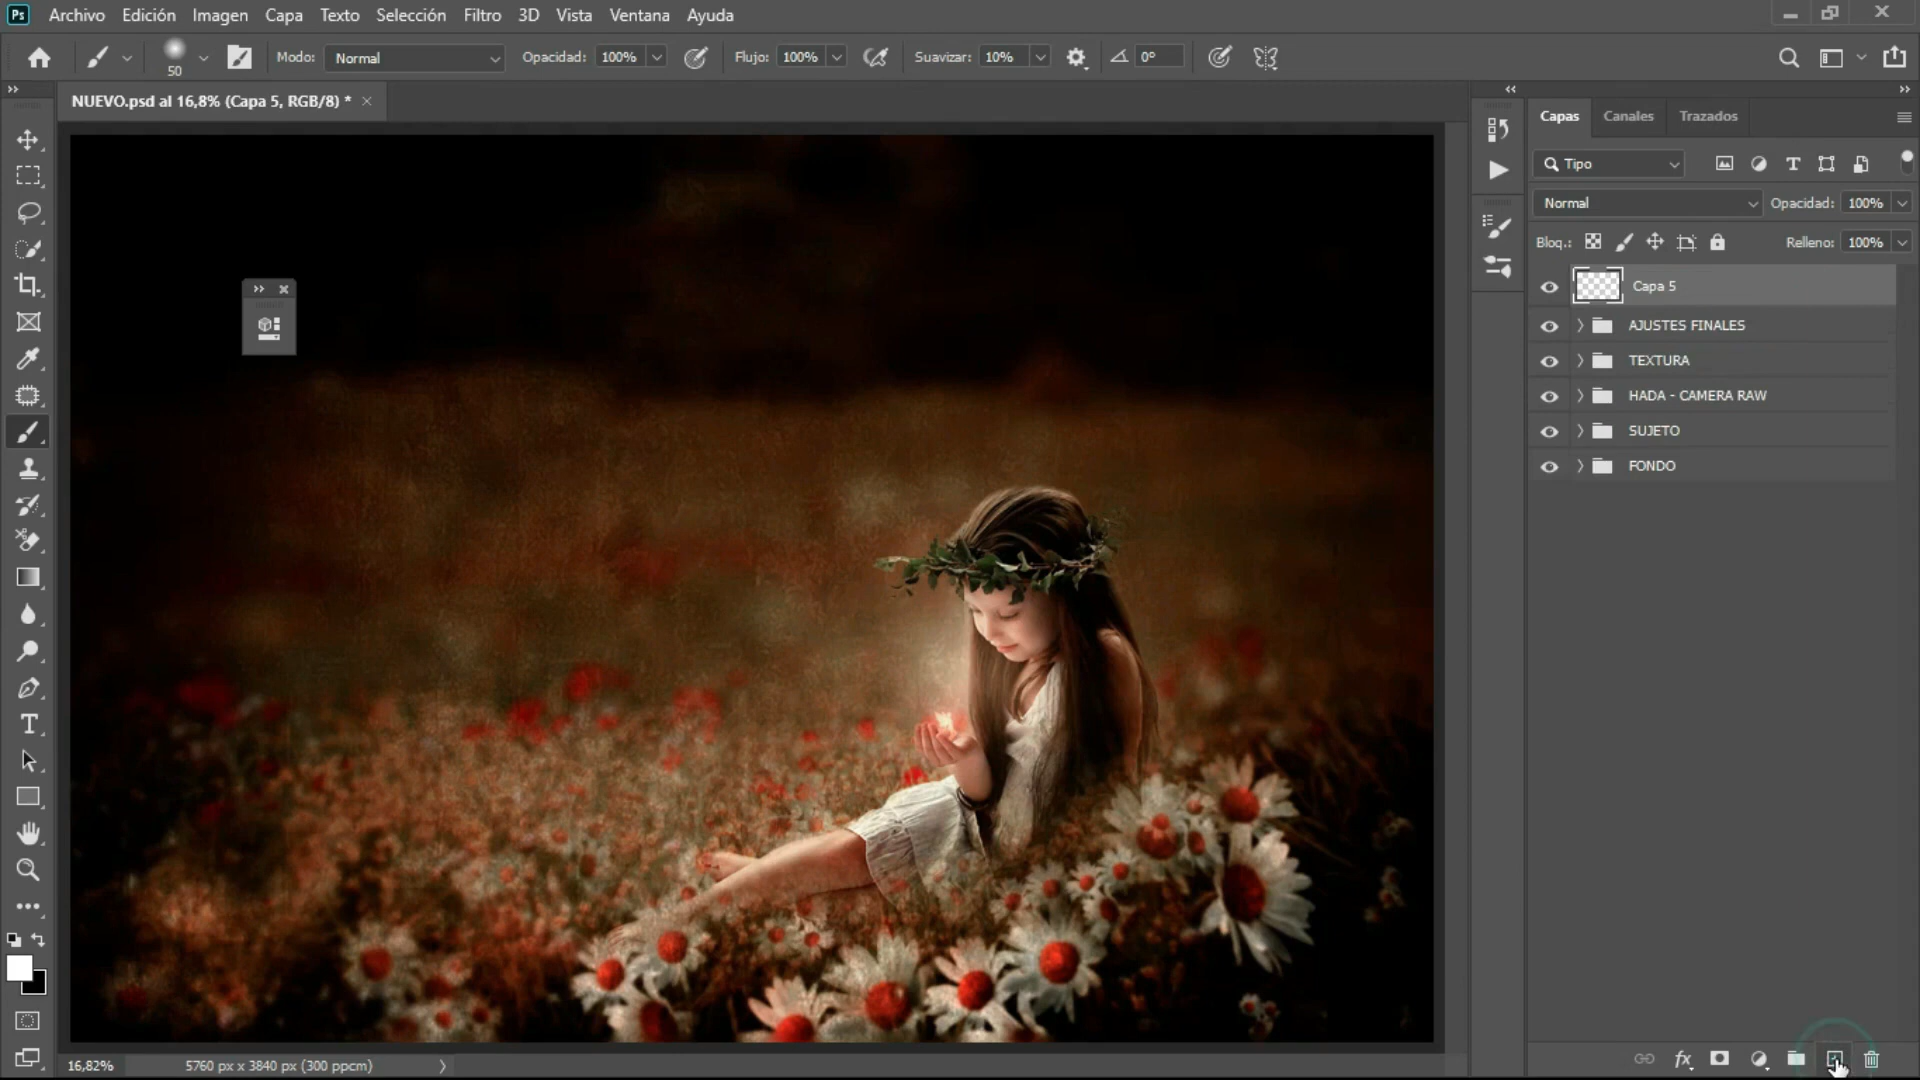 Ps Archivo Edición Imagen Capa Texto Selección Filtro 3D Vista Ventana Ayuda
50 Modo: Normal Opacidad: 100% Flujo: 100% Suavizar: 10% 0°
NUEVO.psd al 16,8% (Capa 5, RGB/8) *
Capas Canales Trazados
Tipo
Normal Opacidad: 100%
Bloq.: Relleno: 100%
Capa 5
AJUSTES FINALES
TEXTURA
HADA - CAMERA RAW
SUJETO
FONDO
16,82% 5760 px x 3840 px (300 ppcm)